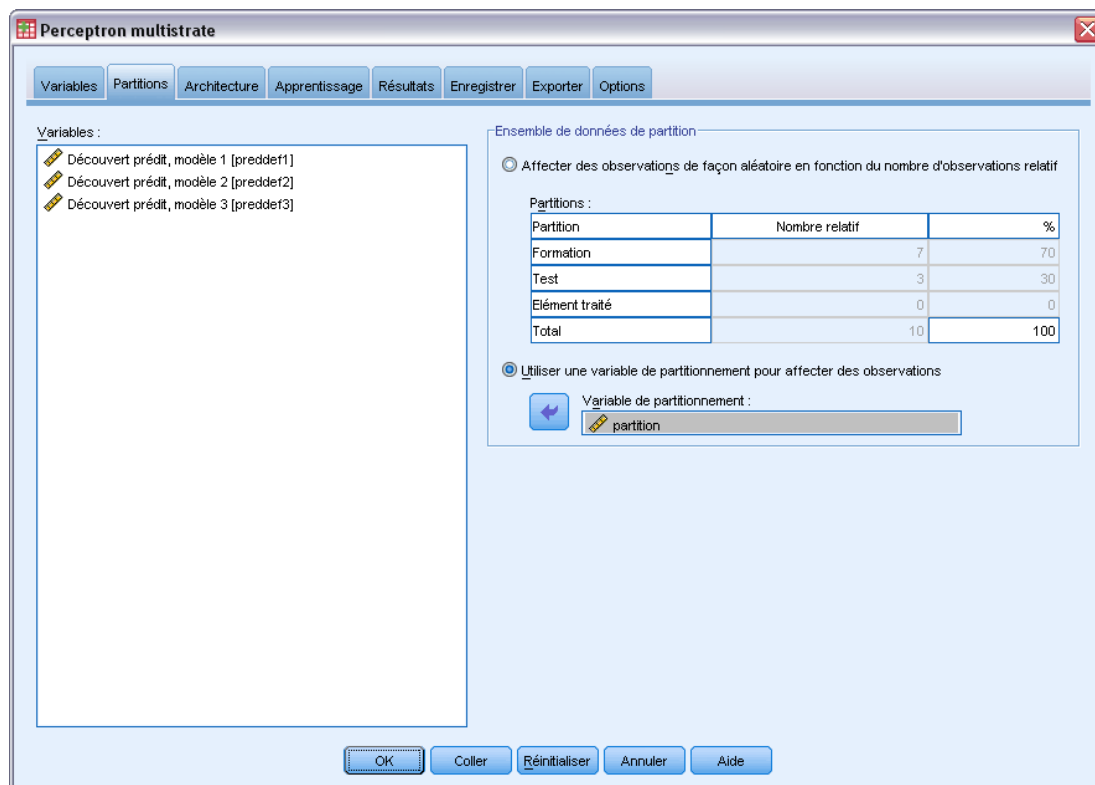 Perceptron multistrate
Variables Partitions Architecture Apprentissage Résultats Enregistrer Exporter Options
Variables :
Découvert prédit, modèle 1 [preddef1]
Découvert prédit, modèle 2 [preddef2]
Découvert prédit, modèle 3 [preddef3]
Ensemble de données de partition
Affecter des observations de façon aléatoire en fonction du nombre d'observations relatif
Partitions :
Partition Nombre relatif %
Formation 7 70
Test 3 30
Elément traité 0 0
Total 10 100
Utiliser une variable de partitionnement pour affecter des observations
Variable de partitionnement :
partition
OK Coller Réinitialiser Annuler Aide